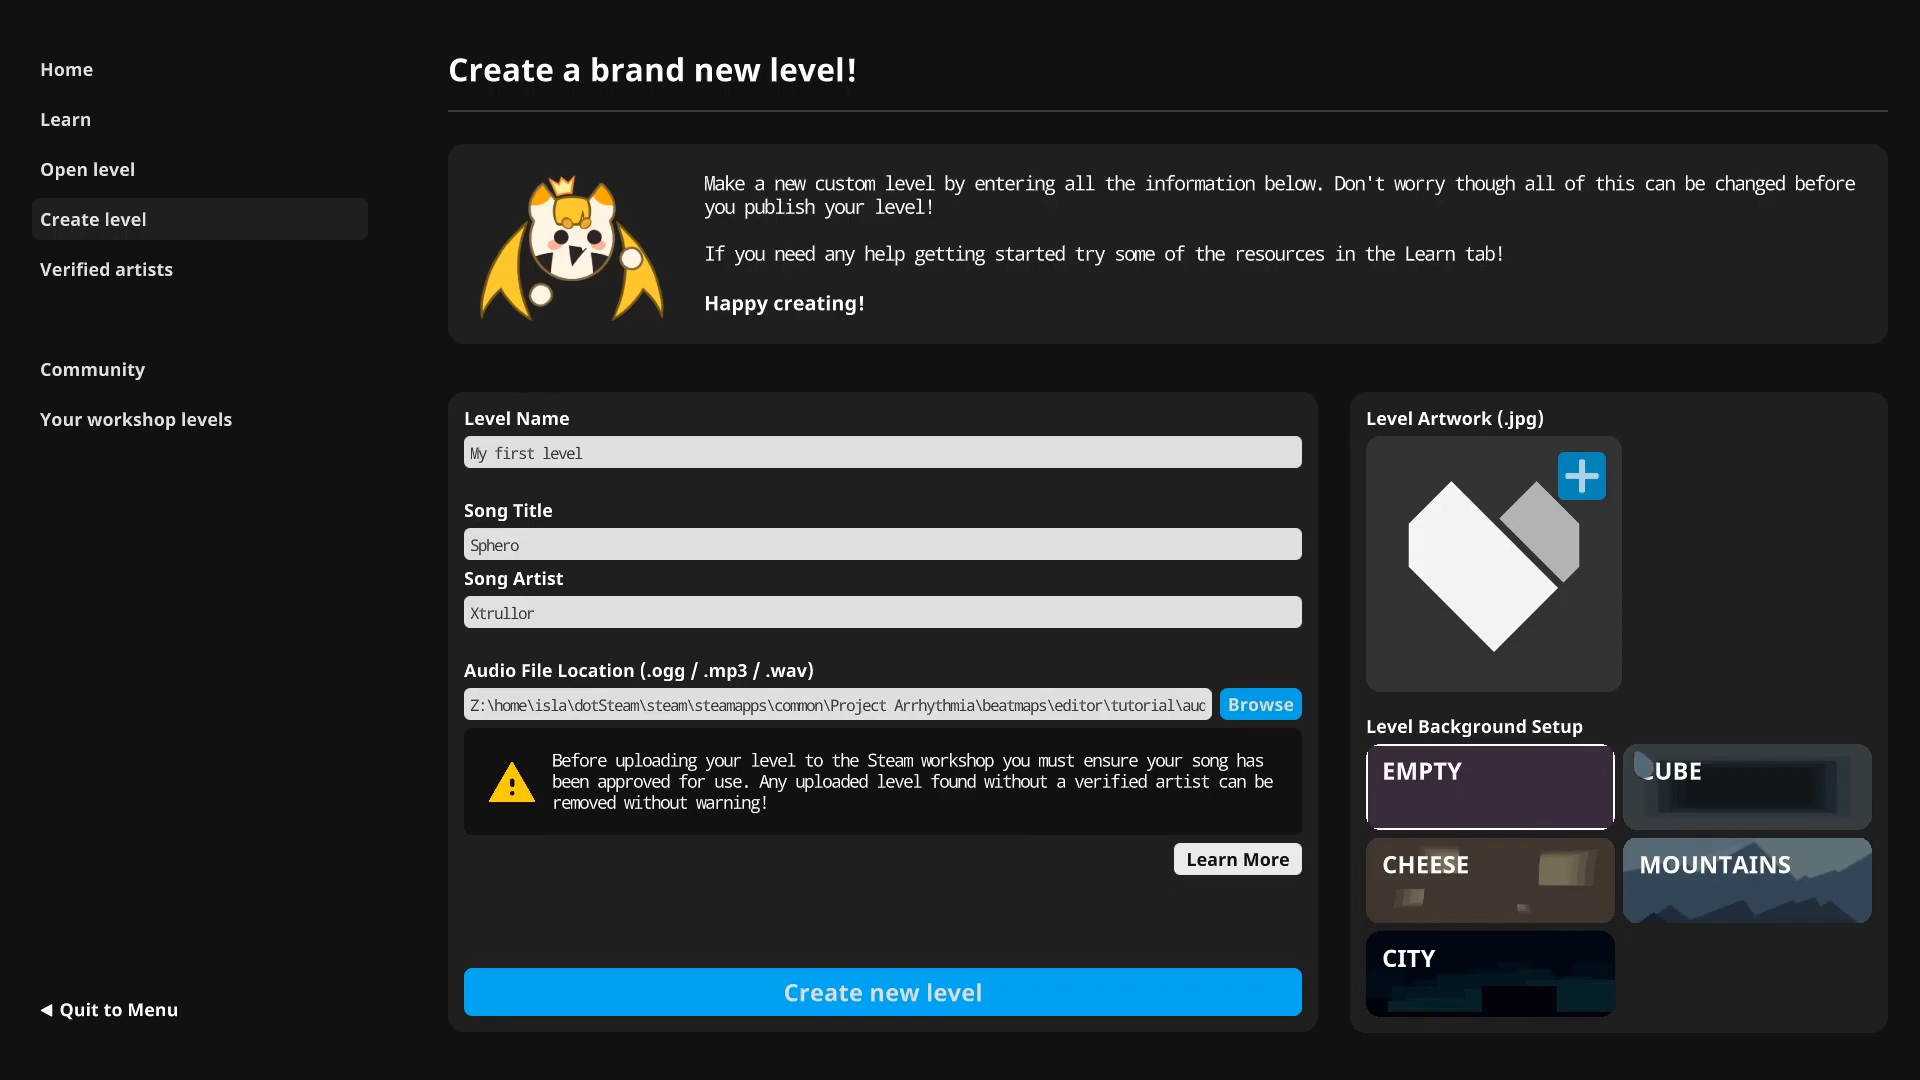 Home
Learn
Open level
Create level
Verified artists
Community
Your workshop levels
Quit to Menu
Create a brand new level!
Make a new custom level by entering all the information below. Don't worry though all of this can be changed before
you publish your level!
If you need any help getting started try some of the resources in the Learn tab!
Happy creating!
Level Name
My first level
Song Title
Sphero
Song Artist
Xtrullor
Audio File Location (.ogg / .mp3 / .wav)
Z:\home\isla\dotSteam\steam\steamapps\common\Project Arrhythmia\beatmaps\editor\tutorial\auc
Browse
Before uploading your level to the Steam workshop you must ensure your song has
been approved for use. Any uploaded level found without a verified artist can be
removed without warning!
Learn More
Create new level
Level Artwork (.jpg)
Level Background Setup
EMPTY
CUBE
CHEESE
MOUNTAINS
CITY